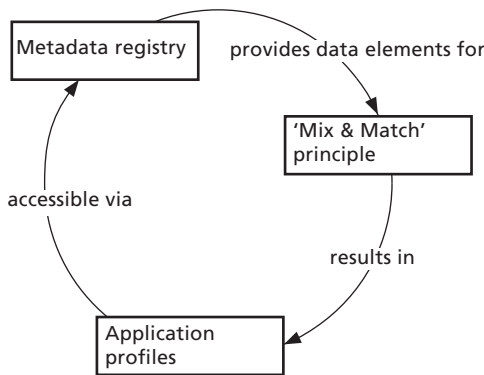 Metadata registry
provides data elements for
‘Mix & Match’
principle
accessible via
results in
Application
profiles